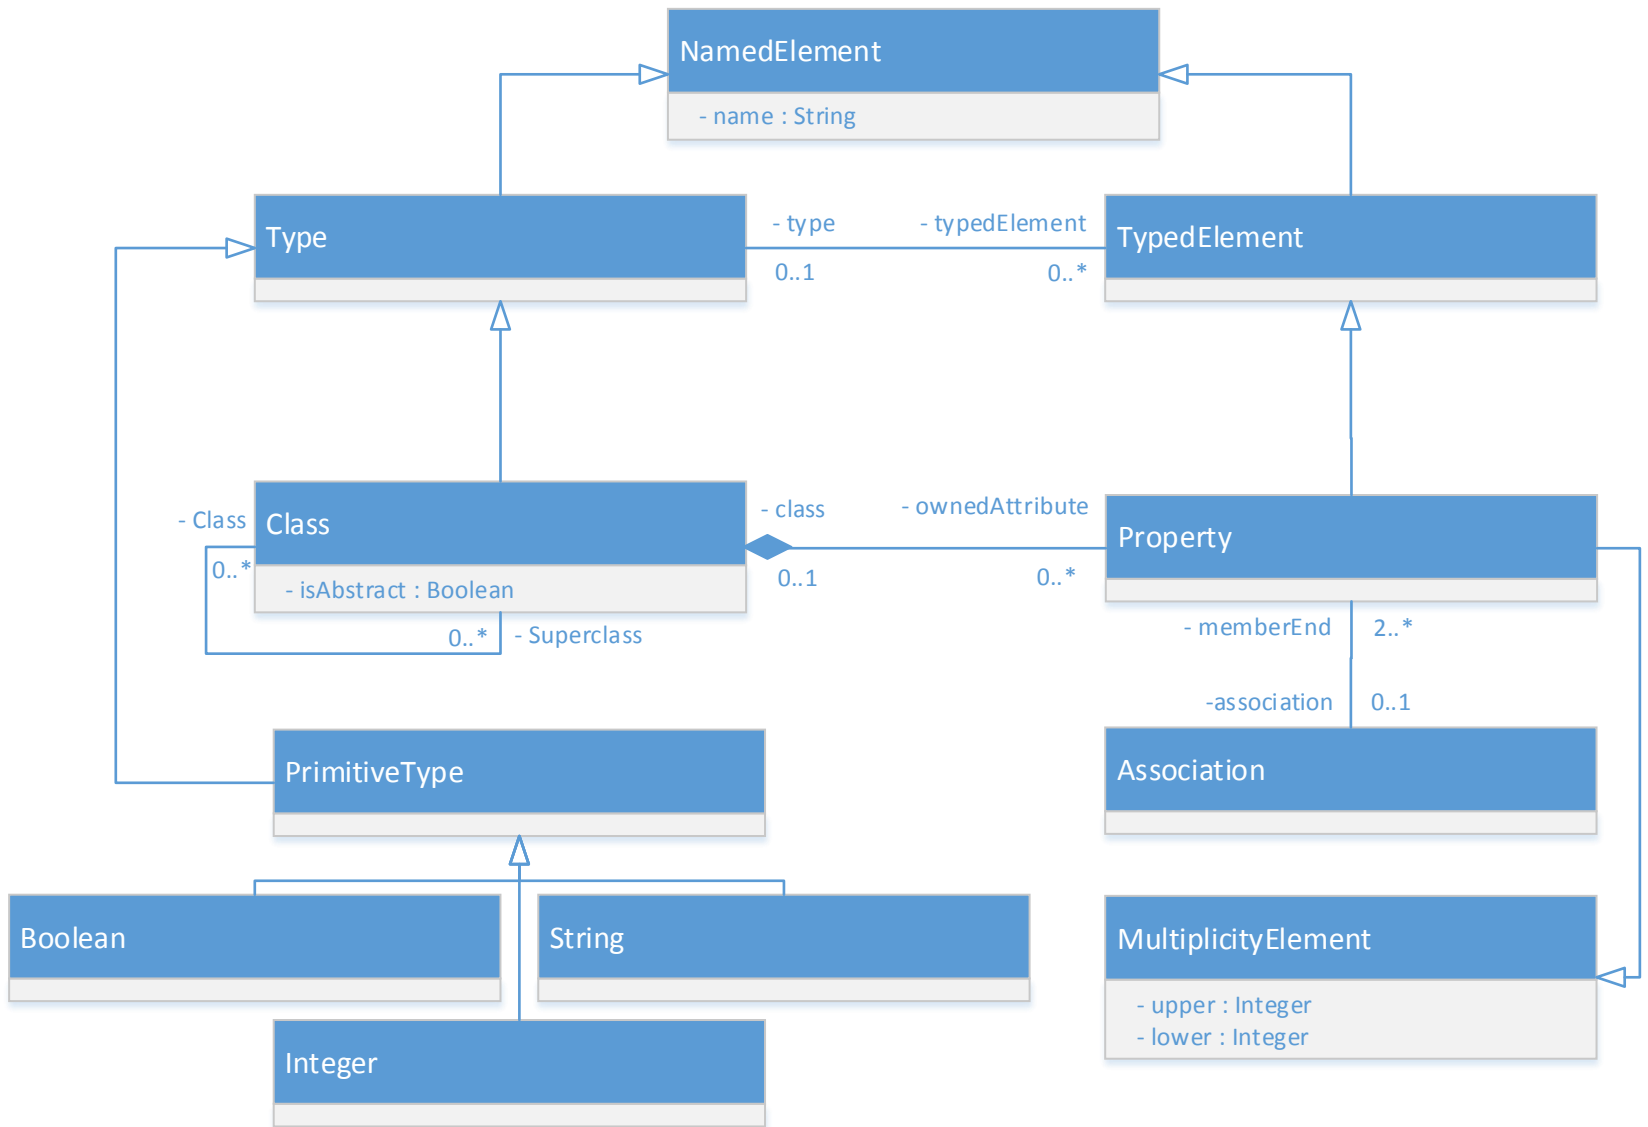 NamedElement
- name : String
Type
- type
- typedElement
TypedElement
0..1
0..*
- Class
Class
- class
- ownedAttribute
Property
0..*
- isAbstract : Boolean
0..1
0..*
0..*
- Superclass
- memberEnd
2..*
-association
0..1
PrimitiveType
Association
Boolean
String
MultiplicityElement
- upper : Integer
- lower : Integer
Integer